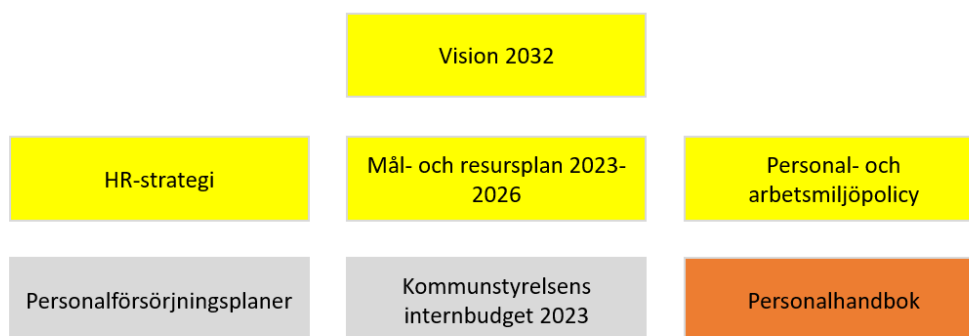 Vision 2032
HR-strategi
Mål- och resursplan 2023-
2026
Personal- och
arbetsmiljöpolicy
Personalförsörjningsplaner
Kommunstyrelsens
internbudget 2023
Personalhandbok